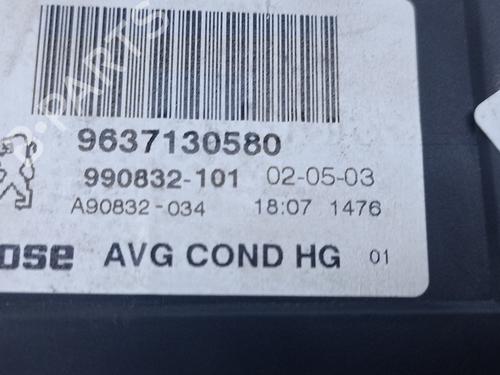 9637130580
990832-101 02-05-03
A90832-034 18:07 1476
ose AVG COND HG 01